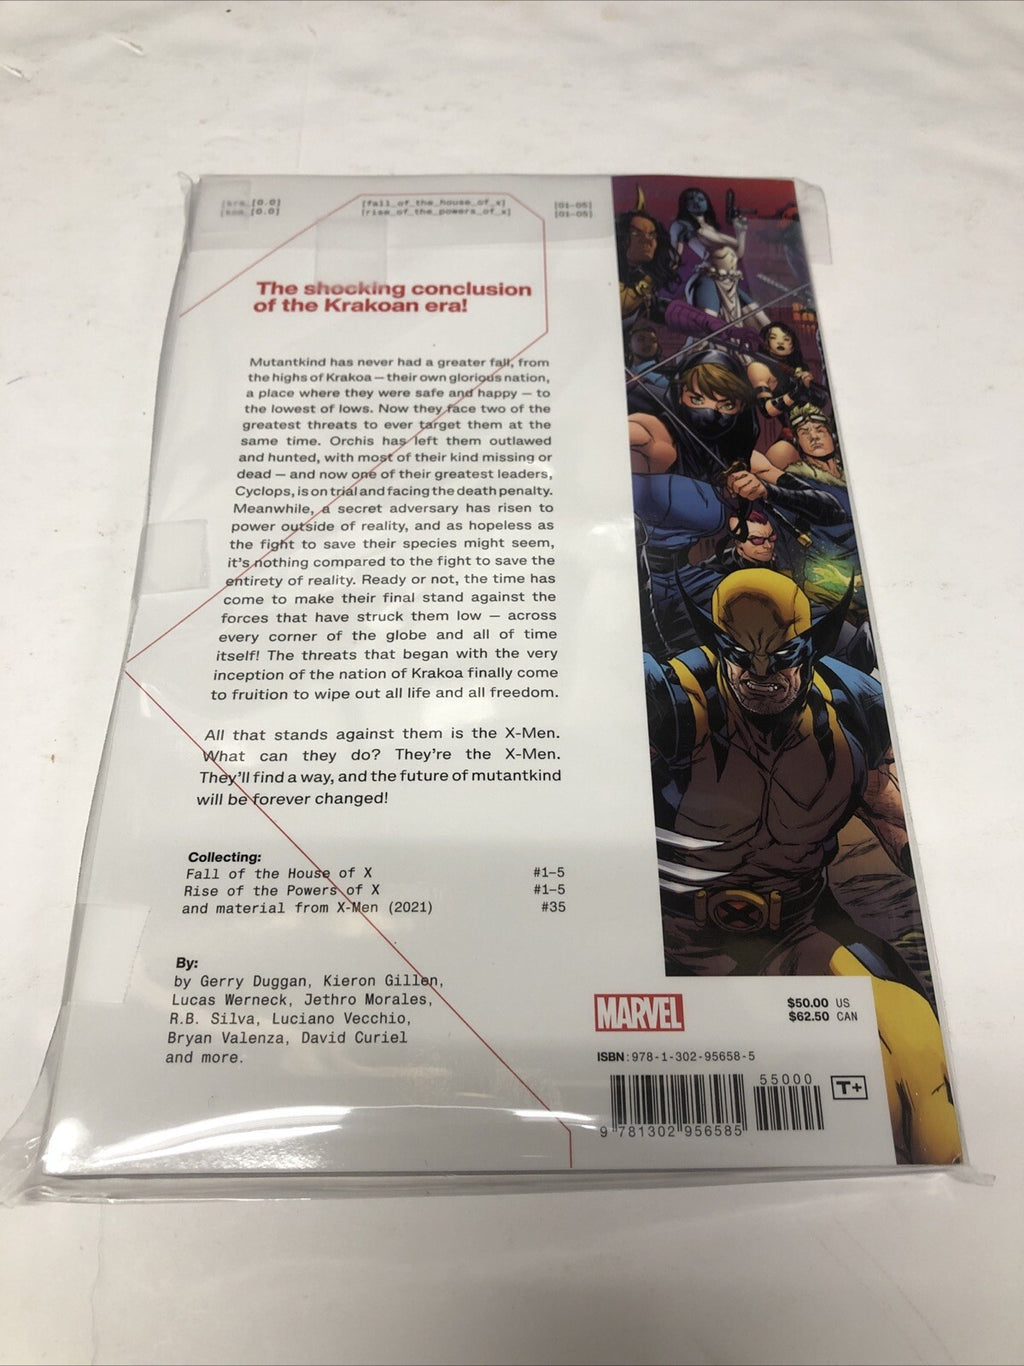 [krm_[0.0] [fall_of_the_house_of_x] [01-05]
[kom_[0.0] [rise_of_the_powers_of_x] [01-05]
The shocking conclusion
of the Krakoan era!
Mutantkind has never had a greater fall, from
the highs of Krakoa — their own glorious nation,
a place where they were safe and happy — to
the lowest of lows. Now they face two of the
greatest threats to ever target them at the
same time. Orchis has left them outlawed
and hunted, with most of their kind missing or
dead — and now one of their greatest leaders,
Cyclops, is on trial and facing the death penalty.
Meanwhile, a secret adversary has risen to
power outside of reality, and as hopeless as
the fight to save their species might seem,
it's nothing compared to the fight to save the
entirety of reality. Ready or not, the time has
come to make their final stand against the
forces that have struck them low — across
every corner of the globe and all of time
itself! The threats that began with the very
inception of the nation of Krakoa finally come
to fruition to wipe out all life and all freedom.
All that stands against them is the X-Men.
What can they do? They're the X-Men.
They'll find a way, and the future of mutantkind
will be forever changed!
Collecting:
Fall of the House of X #1–5
Rise of the Powers of X #1–5
and material from X-Men (2021) #35
By:
by Gerry Duggan, Kieron Gillen,
Lucas Werneck, Jethro Morales,
R.B. Silva, Luciano Vecchio,
Bryan Valenza, David Curiel
and more.
MARVEL
$50.00 US
$62.50 CAN
ISBN: 978-1-302-95658-5
55000
9 781302 956585
T+